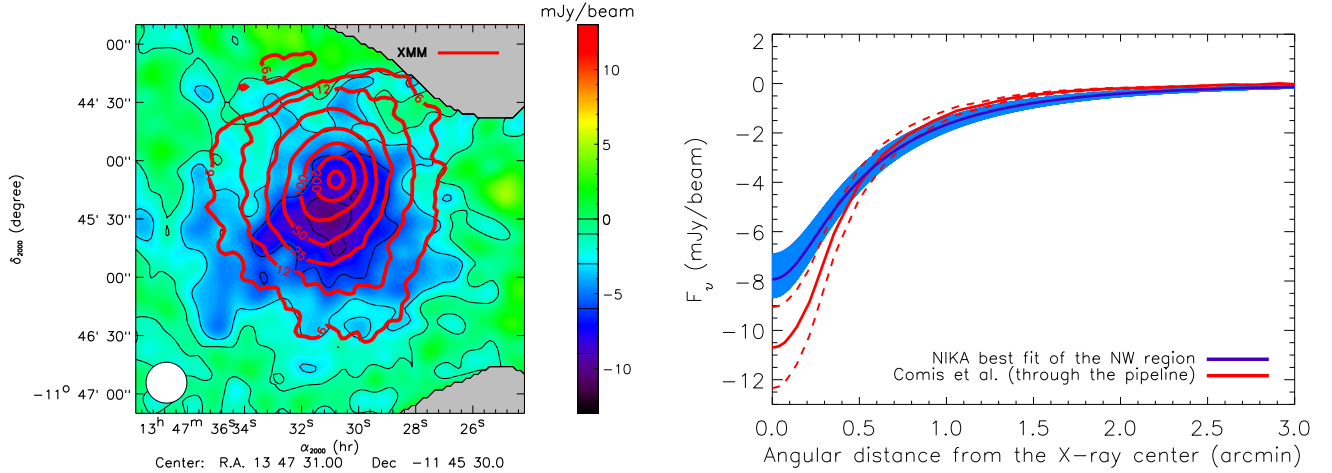 mJy/beam
XMM
00''
44' 30''
00''
45' 30''
00''
46' 30''
-11° 47' 00''
δ2000 (degree)
6
12
6
6
100
200
50
25
12
6
13h 47m 36s 34s 32s 30s 28s 26s
α2000 (hr)
Center: R.A. 13 47 31.00 Dec -11 45 30.0
10
5
0
-5
-10
2
0
-2
-4
-6
-8
-10
-12
Fν (mJy/beam)
NIKA best fit of the NW region
Comis et al. (through the pipeline)
0.0 0.5 1.0 1.5 2.0 2.5 3.0
Angular distance from the X-ray center (arcmin)